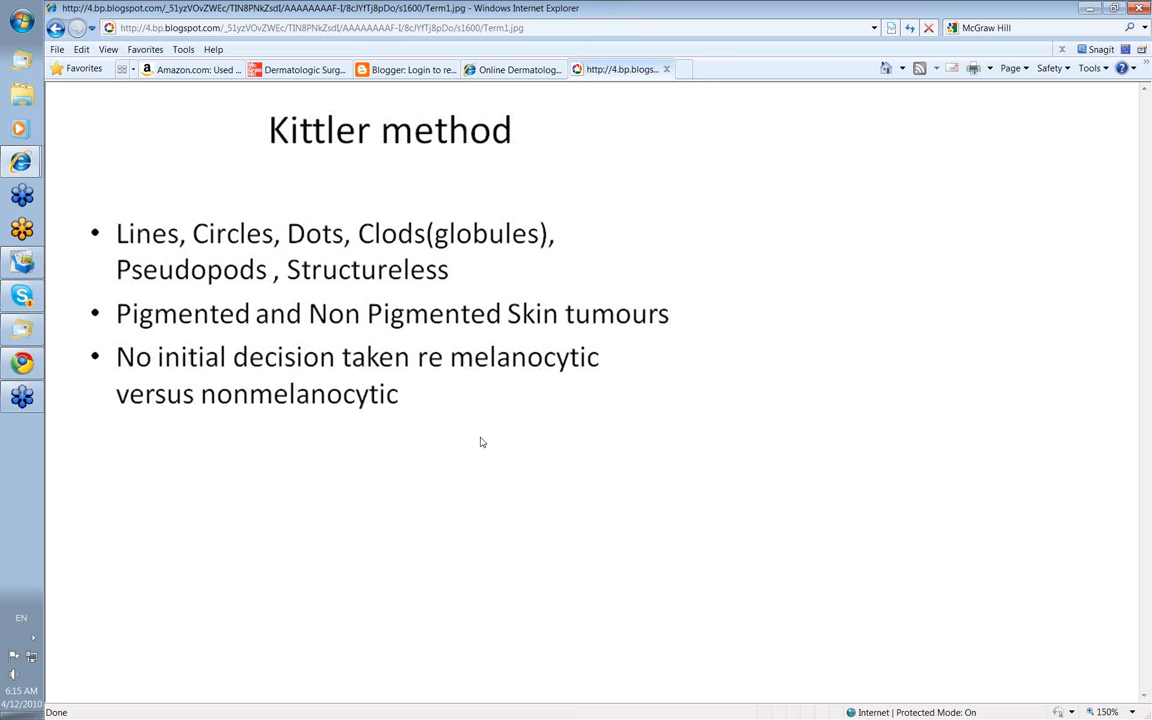 http://4.bp.blogspot.com/_51yzVOvZWEc/TIN8PNkZsdI/AAAAAAAAF-I/8cJYfTj8pDo/s1600/Term1.jpg - Windows Internet Explorer
http://4.bp.blogspot.com/_51yzVOvZWEc/TIN8PNkZsdI/AAAAAAAAF-I/8cJYfTj8pDo/s1600/Term1.jpg
McGraw Hill
File Edit View Favorites Tools Help
x Snagit
Favorites
Amazon.com: Used ...
Dermatologic Surg...
Blogger: Login to re...
Online Dermatolog...
http://4.bp.blogs...
Page Safety Tools
Kittler method
• Lines, Circles, Dots, Clods(globules),
Pseudopods , Structureless
• Pigmented and Non Pigmented Skin tumours
• No initial decision taken re melanocytic
versus nonmelanocytic
EN
6:15 AM
4/12/2010
Done
Internet | Protected Mode: On
150%